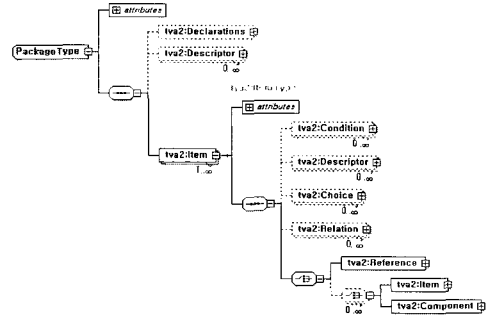 attributes
PackageType
tva2:Declarations
tva2:Descriptor
0..∞
tva2:Item
1..∞
attributes
tva2:Condition
0..∞
tva2:Descriptor
0..∞
tva2:Choice
0..∞
tva2:Relation
0..∞
tva2:Reference
tva2:Item
0..∞
tva2:Component